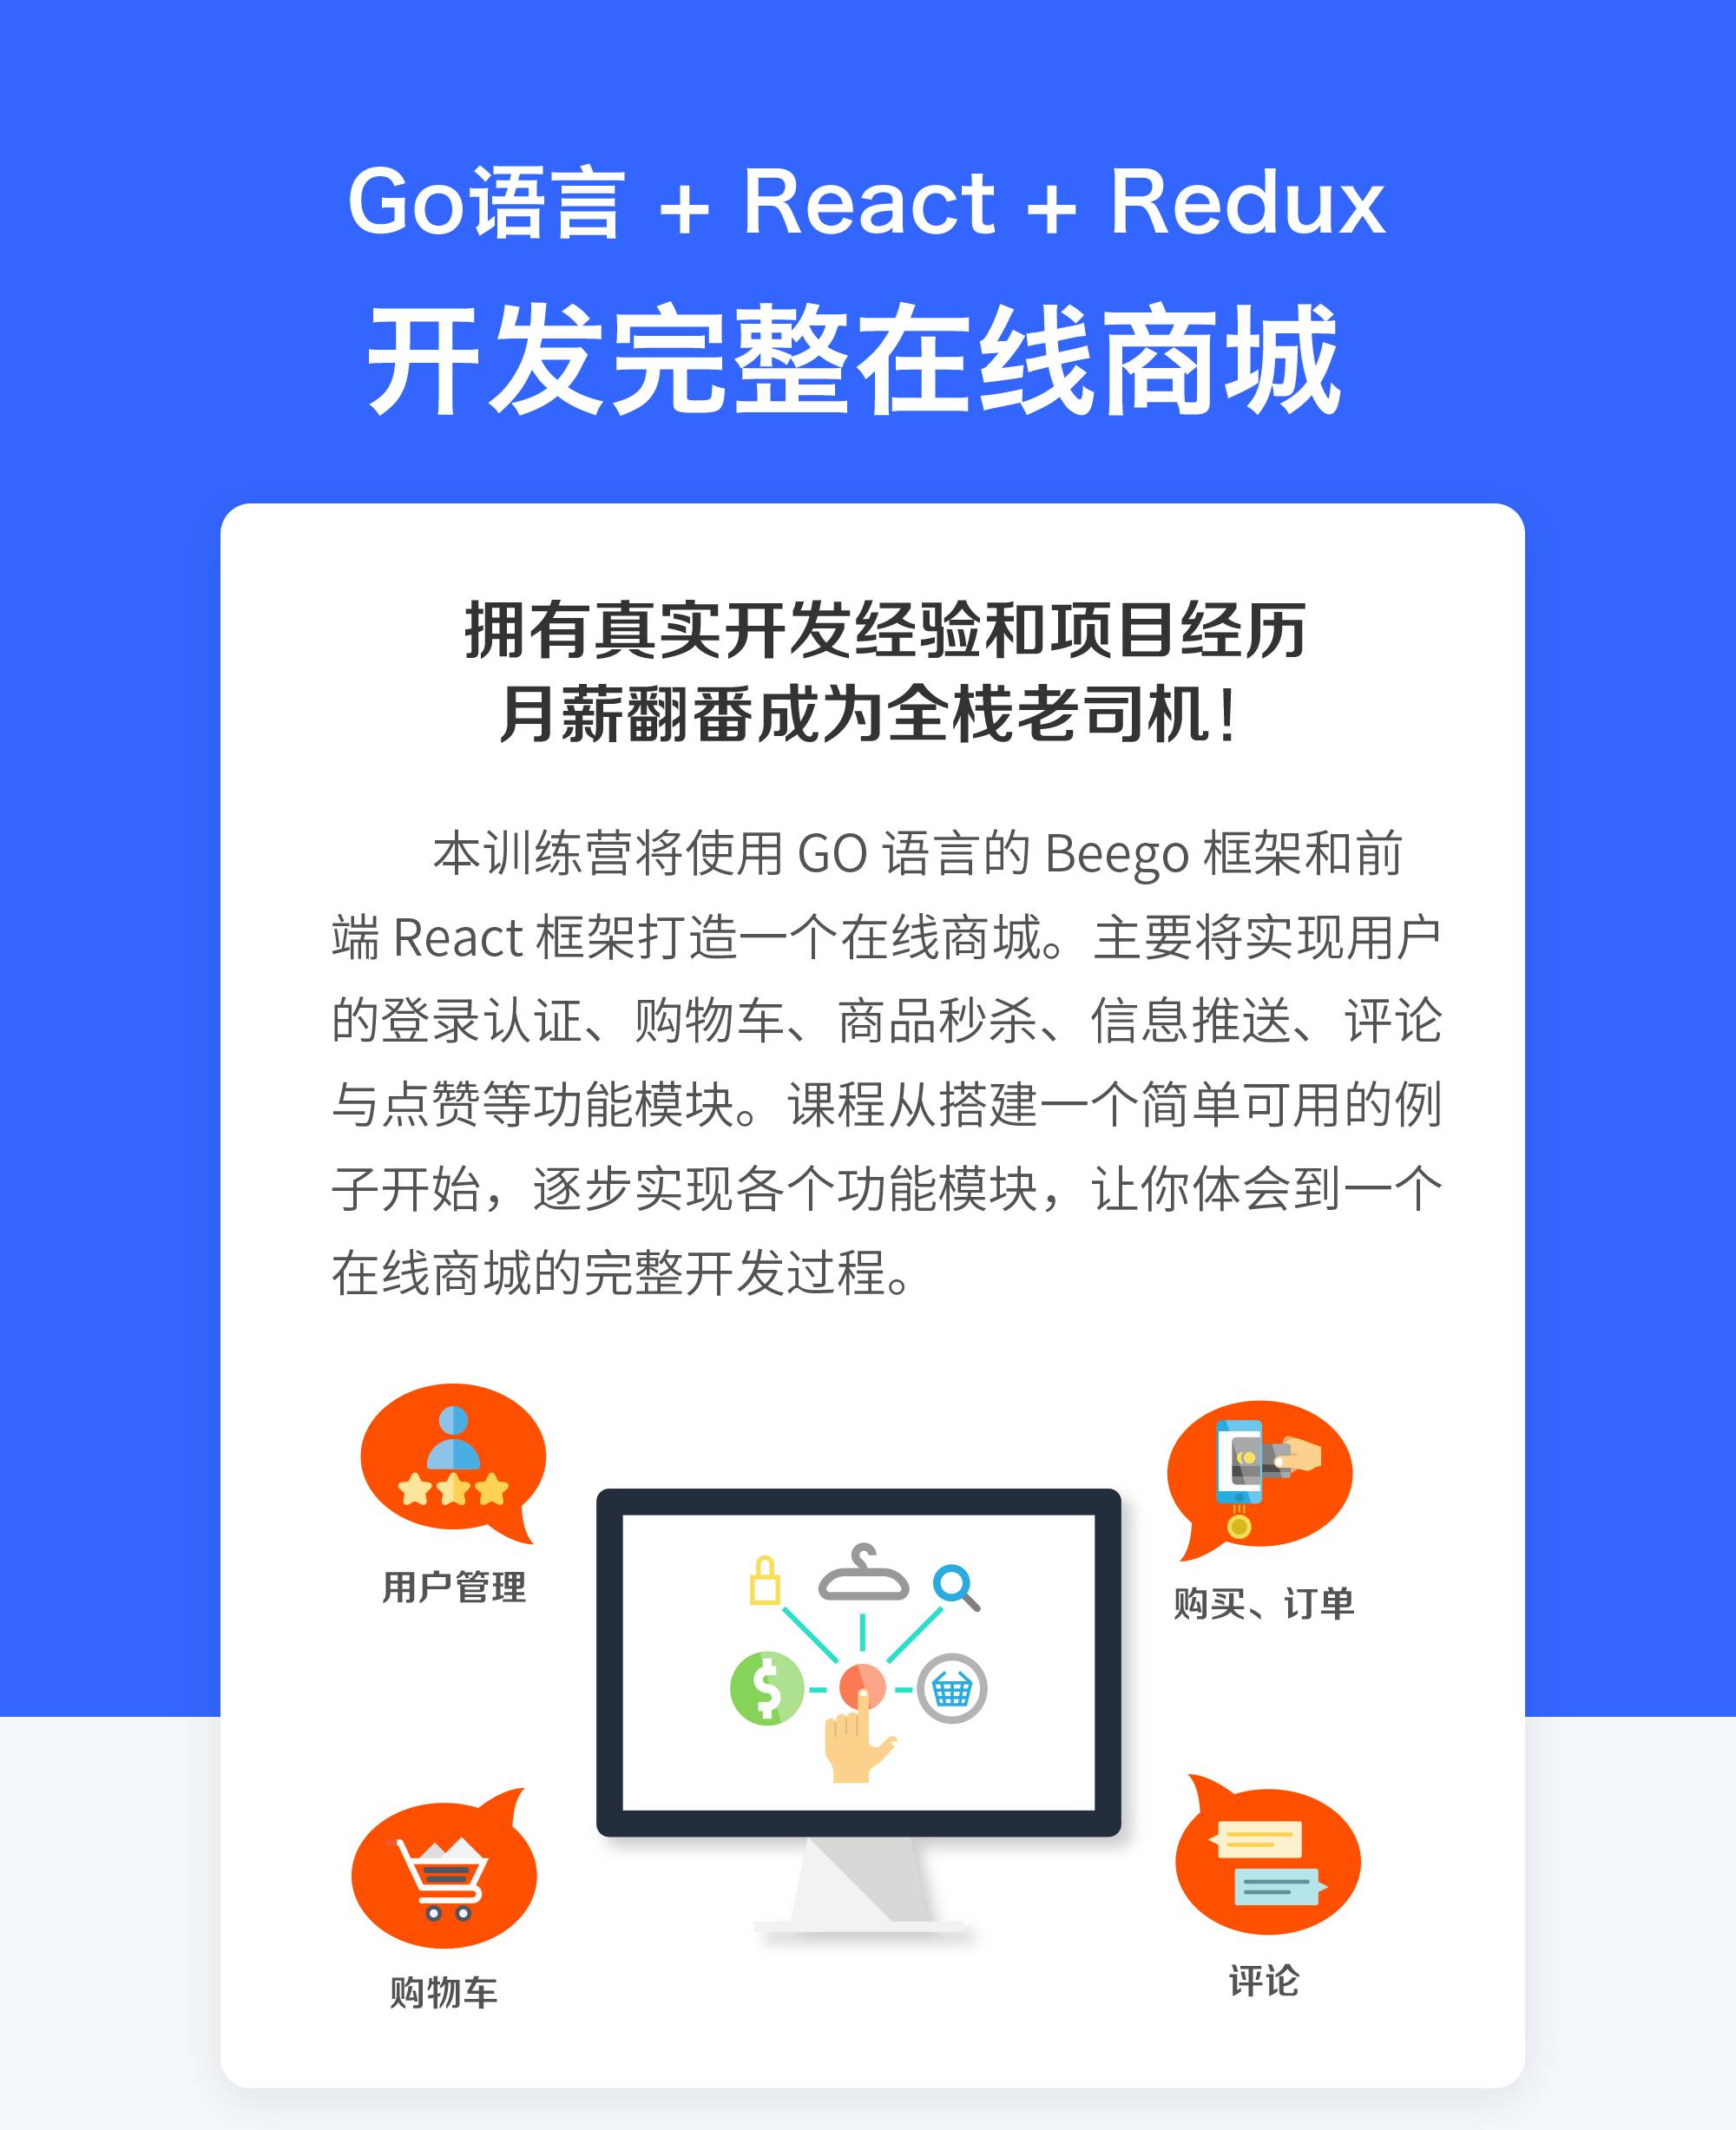 Go语言 + React + Redux
开发完整在线商城
拥有真实开发经验和项目经历
月薪翻番成为全栈老司机！
本训练营将使用 GO 语言的 Beego 框架和前
端 React 框架打造一个在线商城。主要将实现用户
的登录认证、购物车、商品秒杀、信息推送、评论
与点赞等功能模块。课程从搭建一个简单可用的例
子开始，逐步实现各个功能模块，让你体会到一个
在线商城的完整开发过程。
用户管理
购买、订单
$
购物车
评论